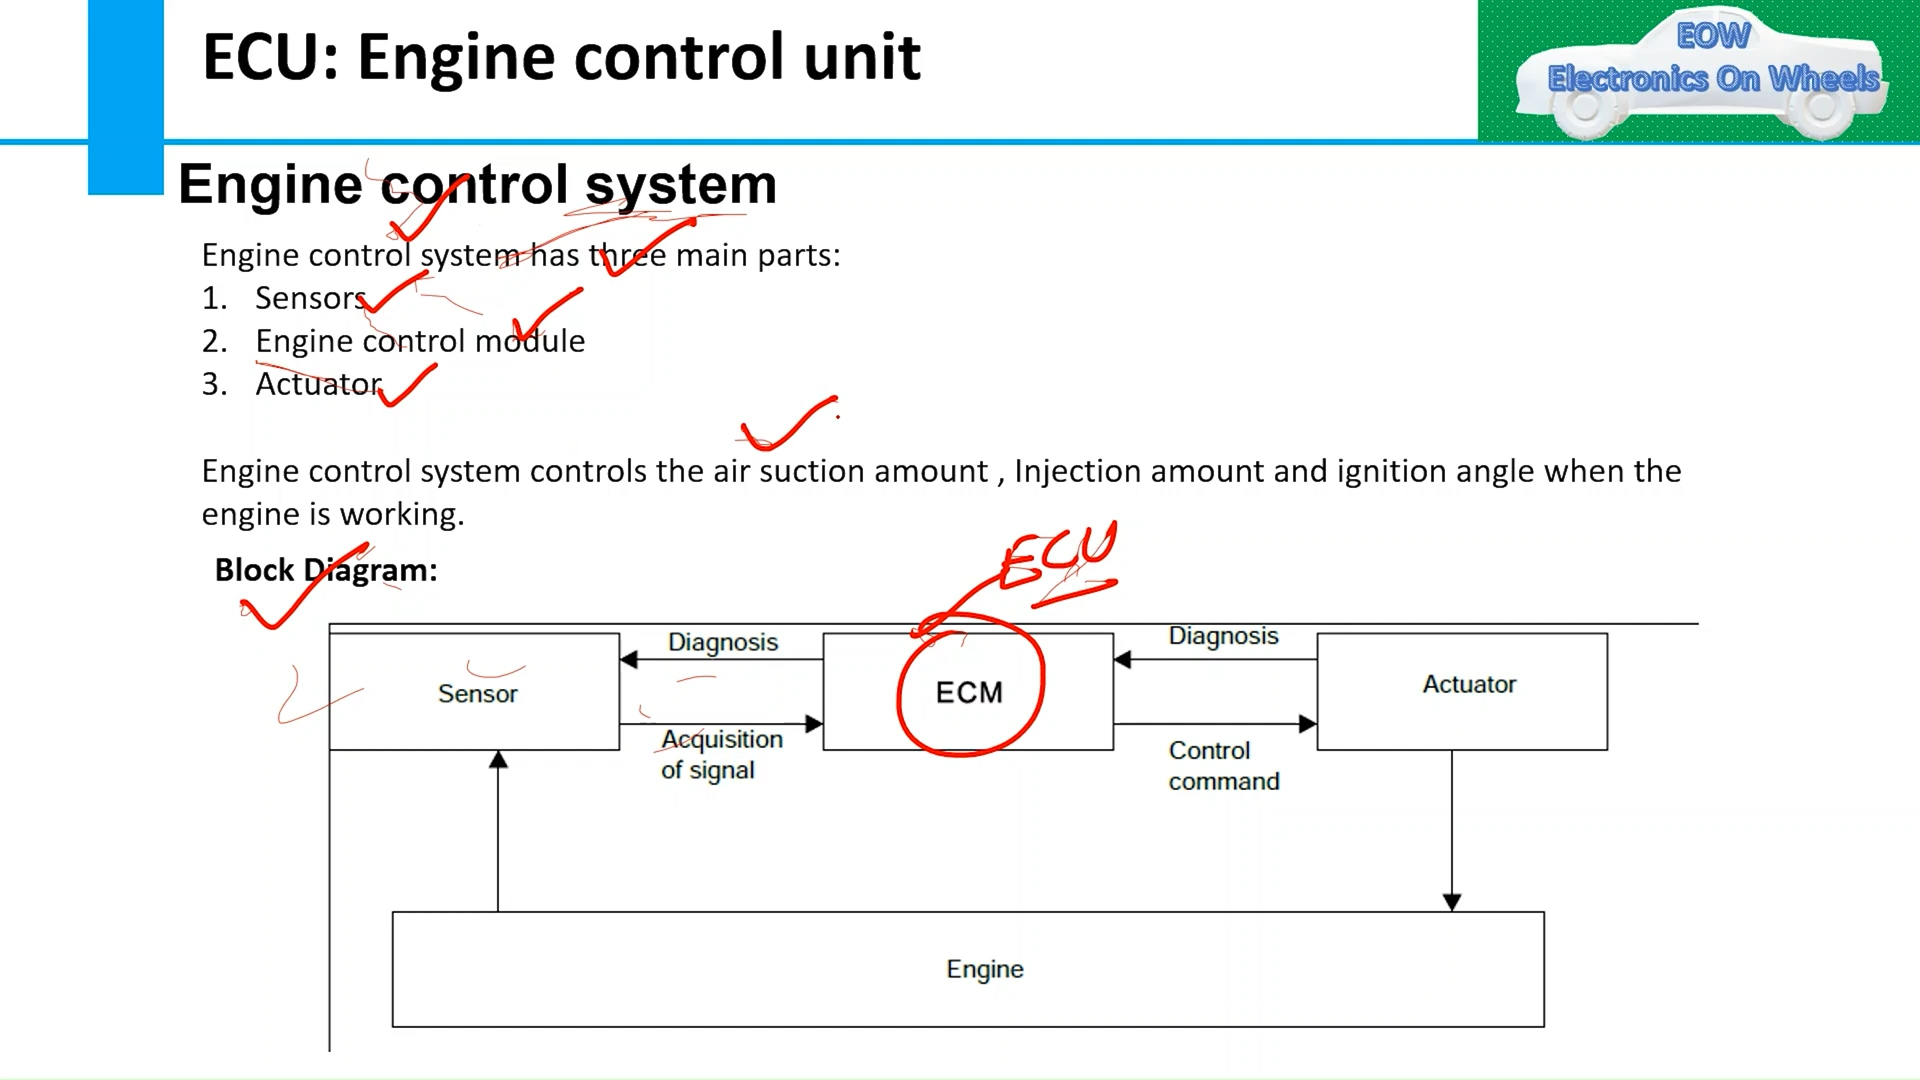 ECU: Engine control unit
EOW
Electronics On Wheels
Engine control system
Engine control system has three main parts:
1. Sensors
2. Engine control module
3. Actuator
Engine control system controls the air suction amount , Injection amount and ignition angle when the
engine is working.
ECU
Block Diagram:
Diagnosis
Diagnosis
Sensor
ECM
Actuator
Acquisition
of signal
Control
command
Engine